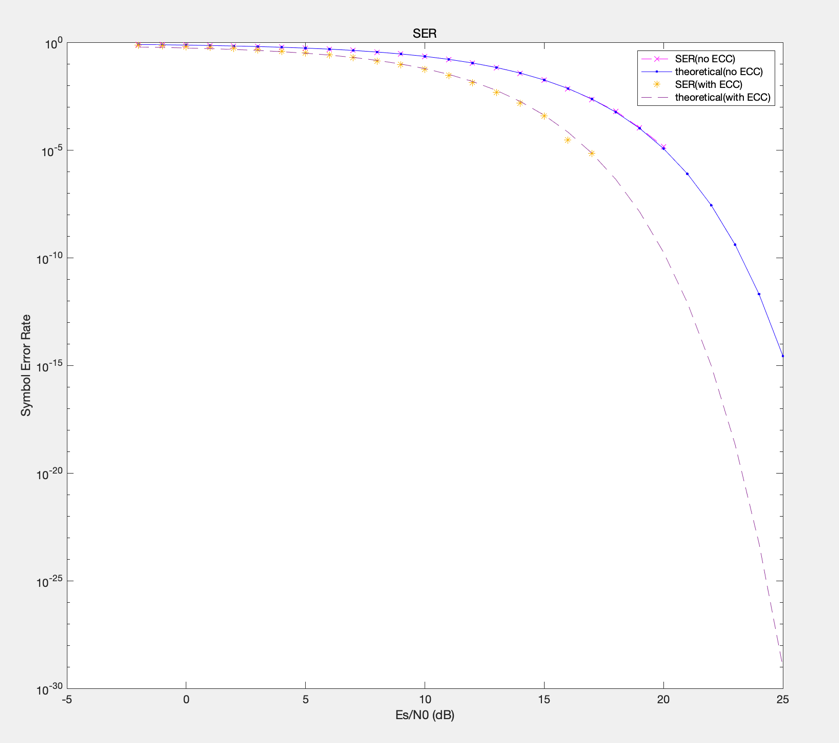 SER
10^0
10^-5
10^-10
10^-15
10^-20
10^-25
10^-30
Symbol Error Rate
-5 0 5 10 15 20 25
Es/N0 (dB)
SER(no ECC)
theoretical(no ECC)
SER(with ECC)
theoretical(with ECC)